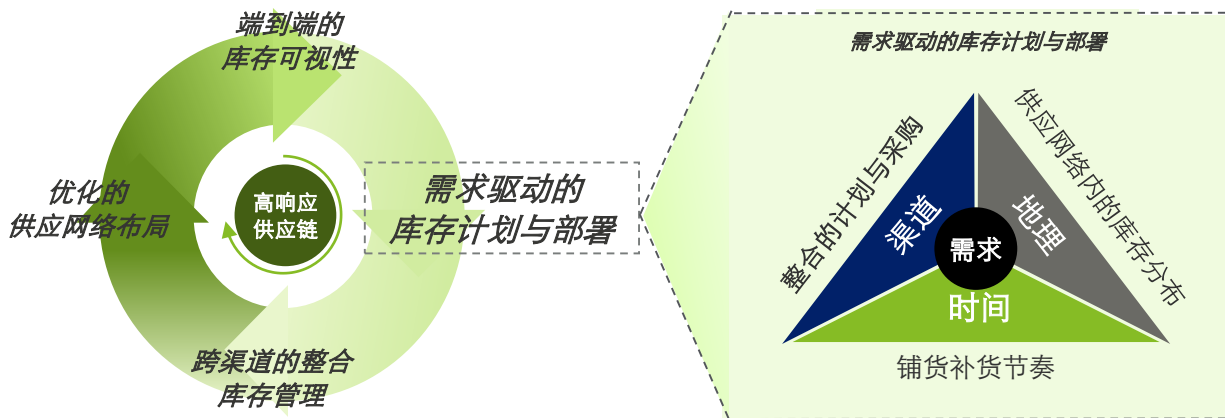 端到端的
库存可视性
优化的
供应网络布局
高响应
供应链
需求驱动的
库存计划与部署
跨渠道的整合
库存管理
需求驱动的库存计划与部署
整合的计划与采购
供应网络内的库存分布
渠道
地理
需求
时间
铺货补货节奏